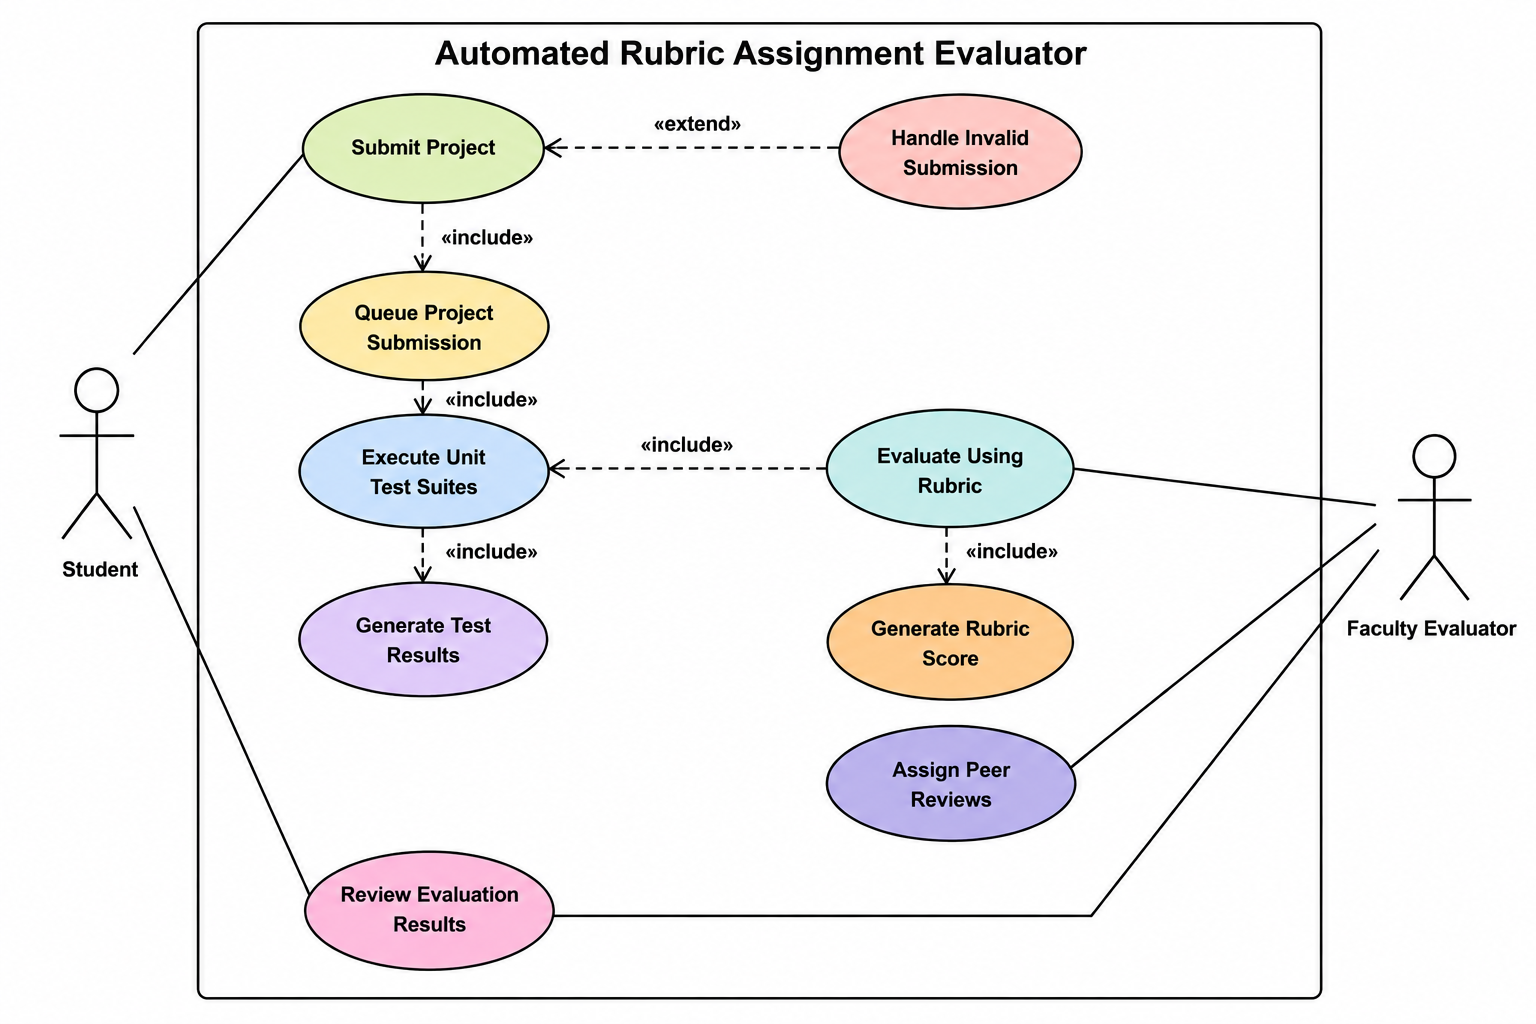 Automated Rubric Assignment Evaluator
Submit Project
«extend»
Handle Invalid
Submission
«include»
Queue Project
Submission
«include»
Execute Unit
Test Suites
«include»
Evaluate Using
Rubric
«include»
«include»
Generate Test
Results
Generate Rubric
Score
Student
Faculty Evaluator
Assign Peer
Reviews
Review Evaluation
Results